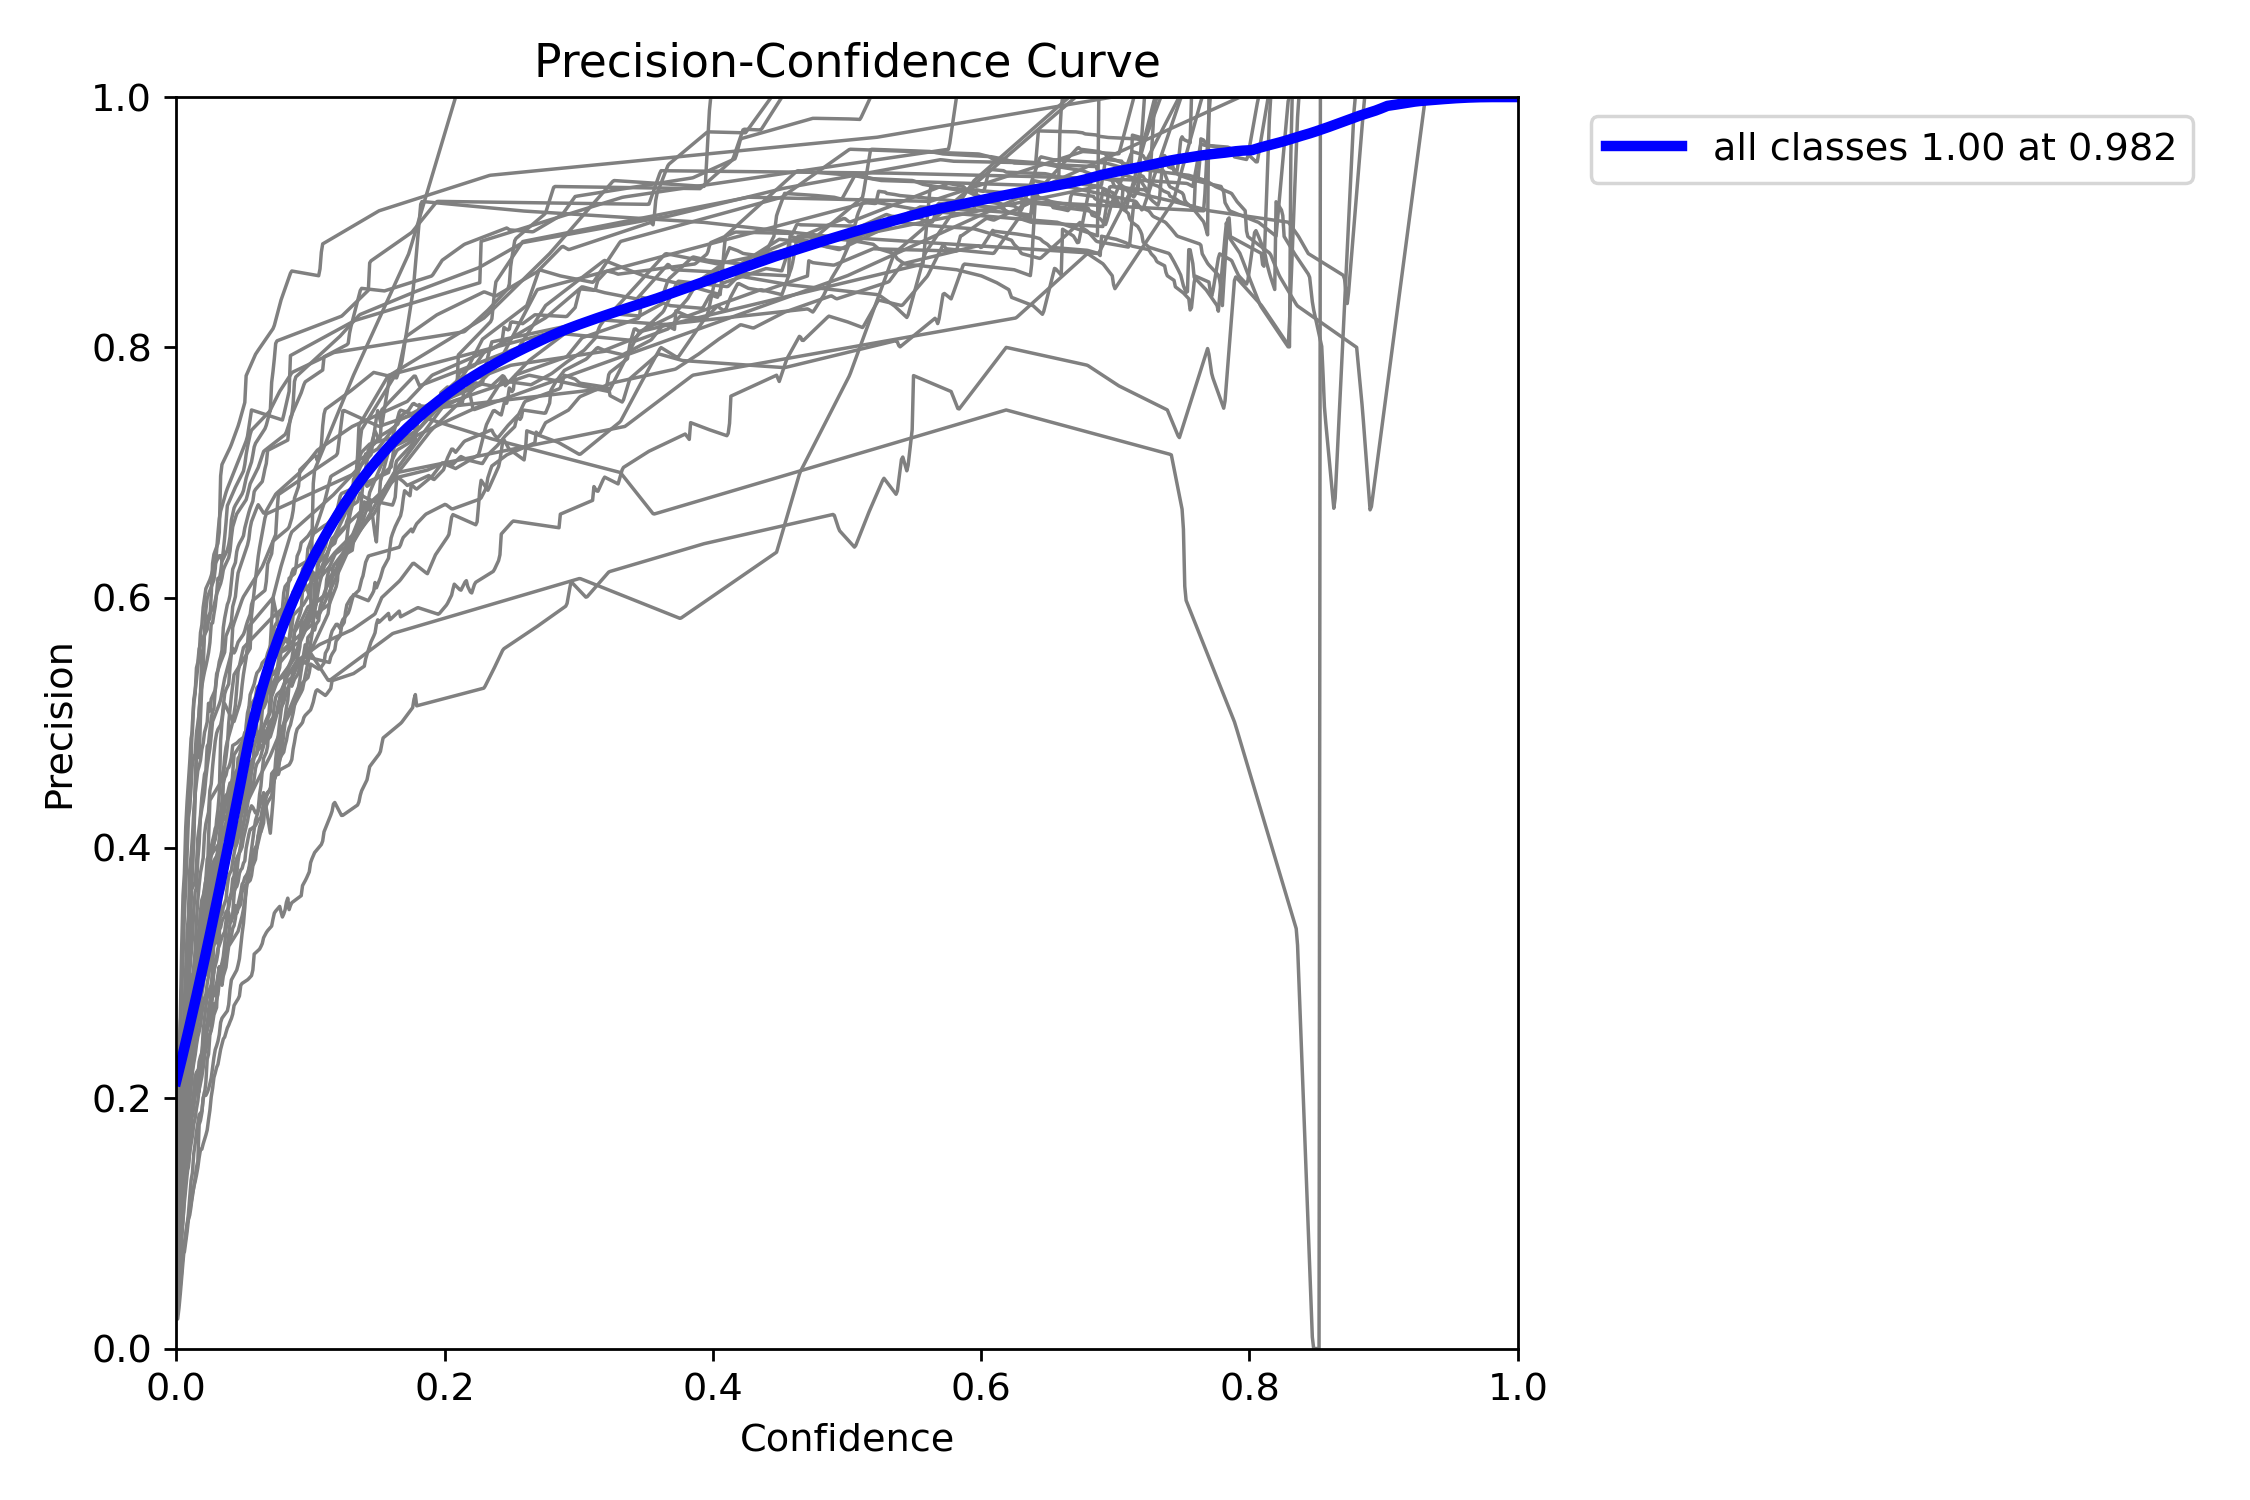 Precision-Confidence Curve
1.0
0.8
0.6
0.4
0.2
0.0
Precision
0.0 0.2 0.4 0.6 0.8 1.0
Confidence
all classes 1.00 at 0.982